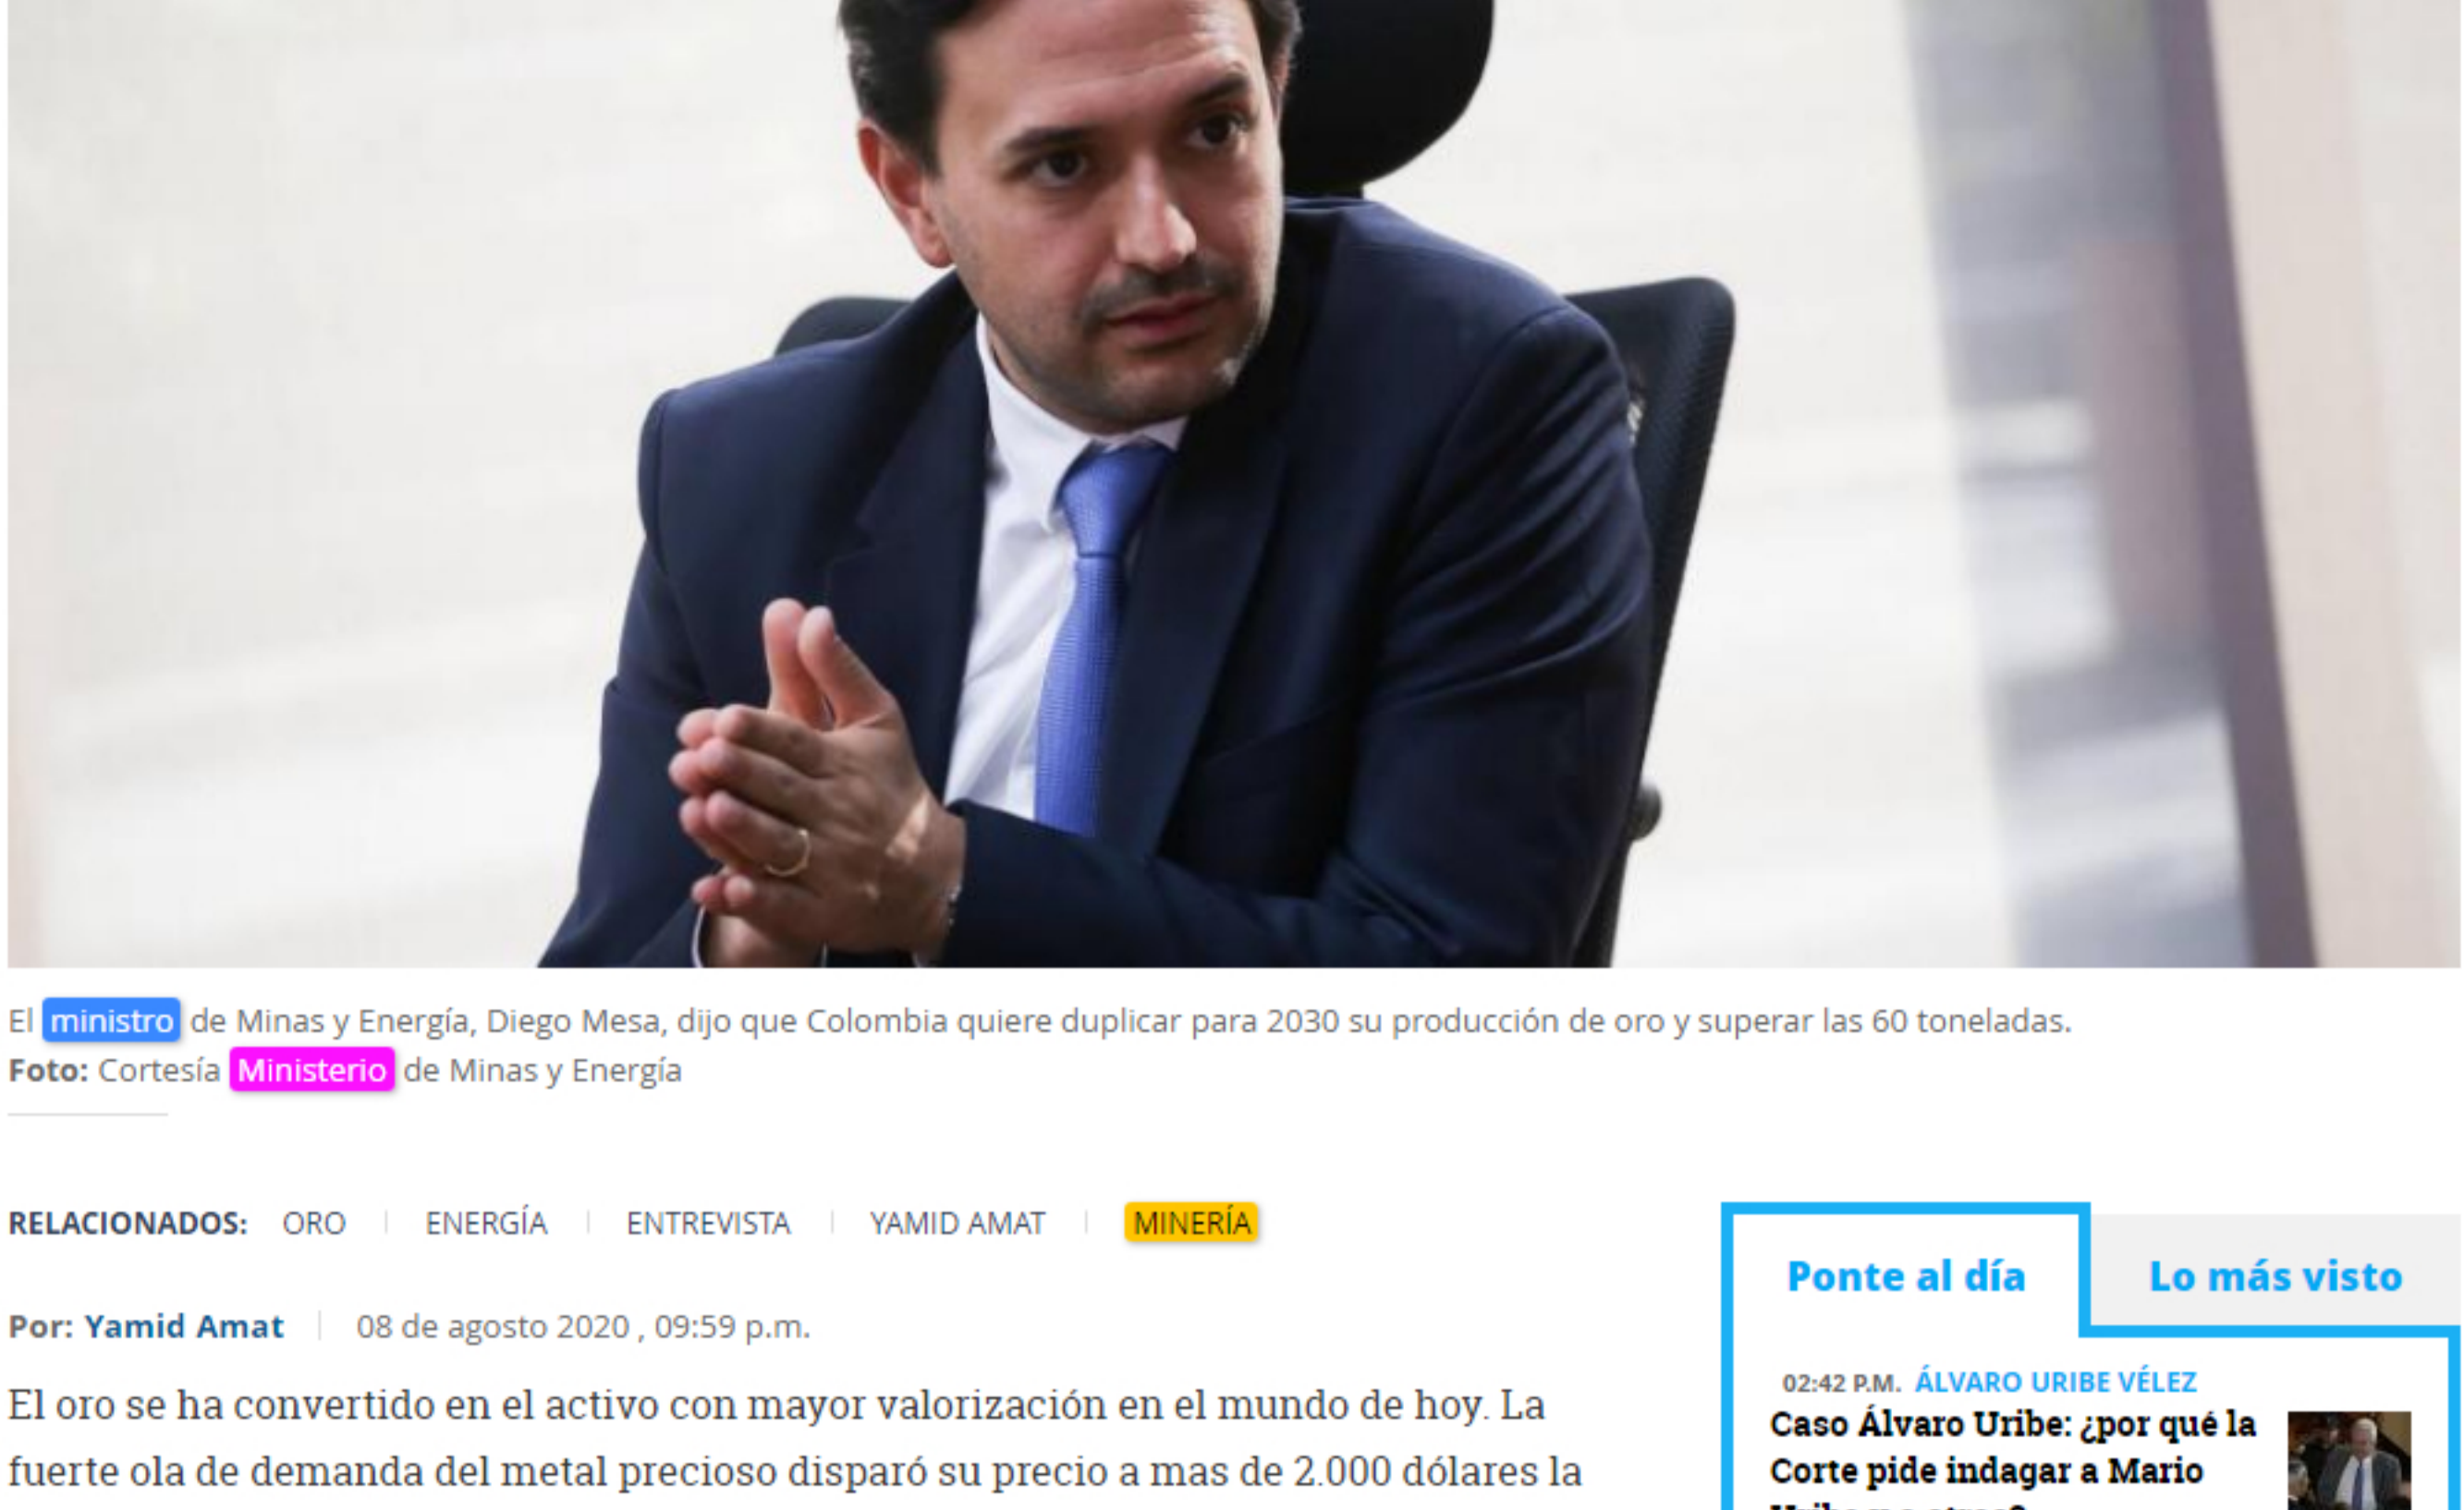 El ministro de Minas y Energía, Diego Mesa, dijo que Colombia quiere duplicar para 2030 su producción de oro y superar las 60 toneladas.
Foto: Cortesía Ministerio de Minas y Energía
RELACIONADOS: ORO ENERGÍA ENTREVISTA YAMID AMAT MINERÍA
Por: Yamid Amat 08 de agosto 2020 , 09:59 p.m.
El oro se ha convertido en el activo con mayor valorización en el mundo de hoy. La
fuerte ola de demanda del metal precioso disparó su precio a mas de 2.000 dólares la
Ponte al día
Lo más visto
02:42 P.M. ÁLVARO URIBE VÉLEZ
Caso Álvaro Uribe: ¿por qué la
Corte pide indagar a Mario